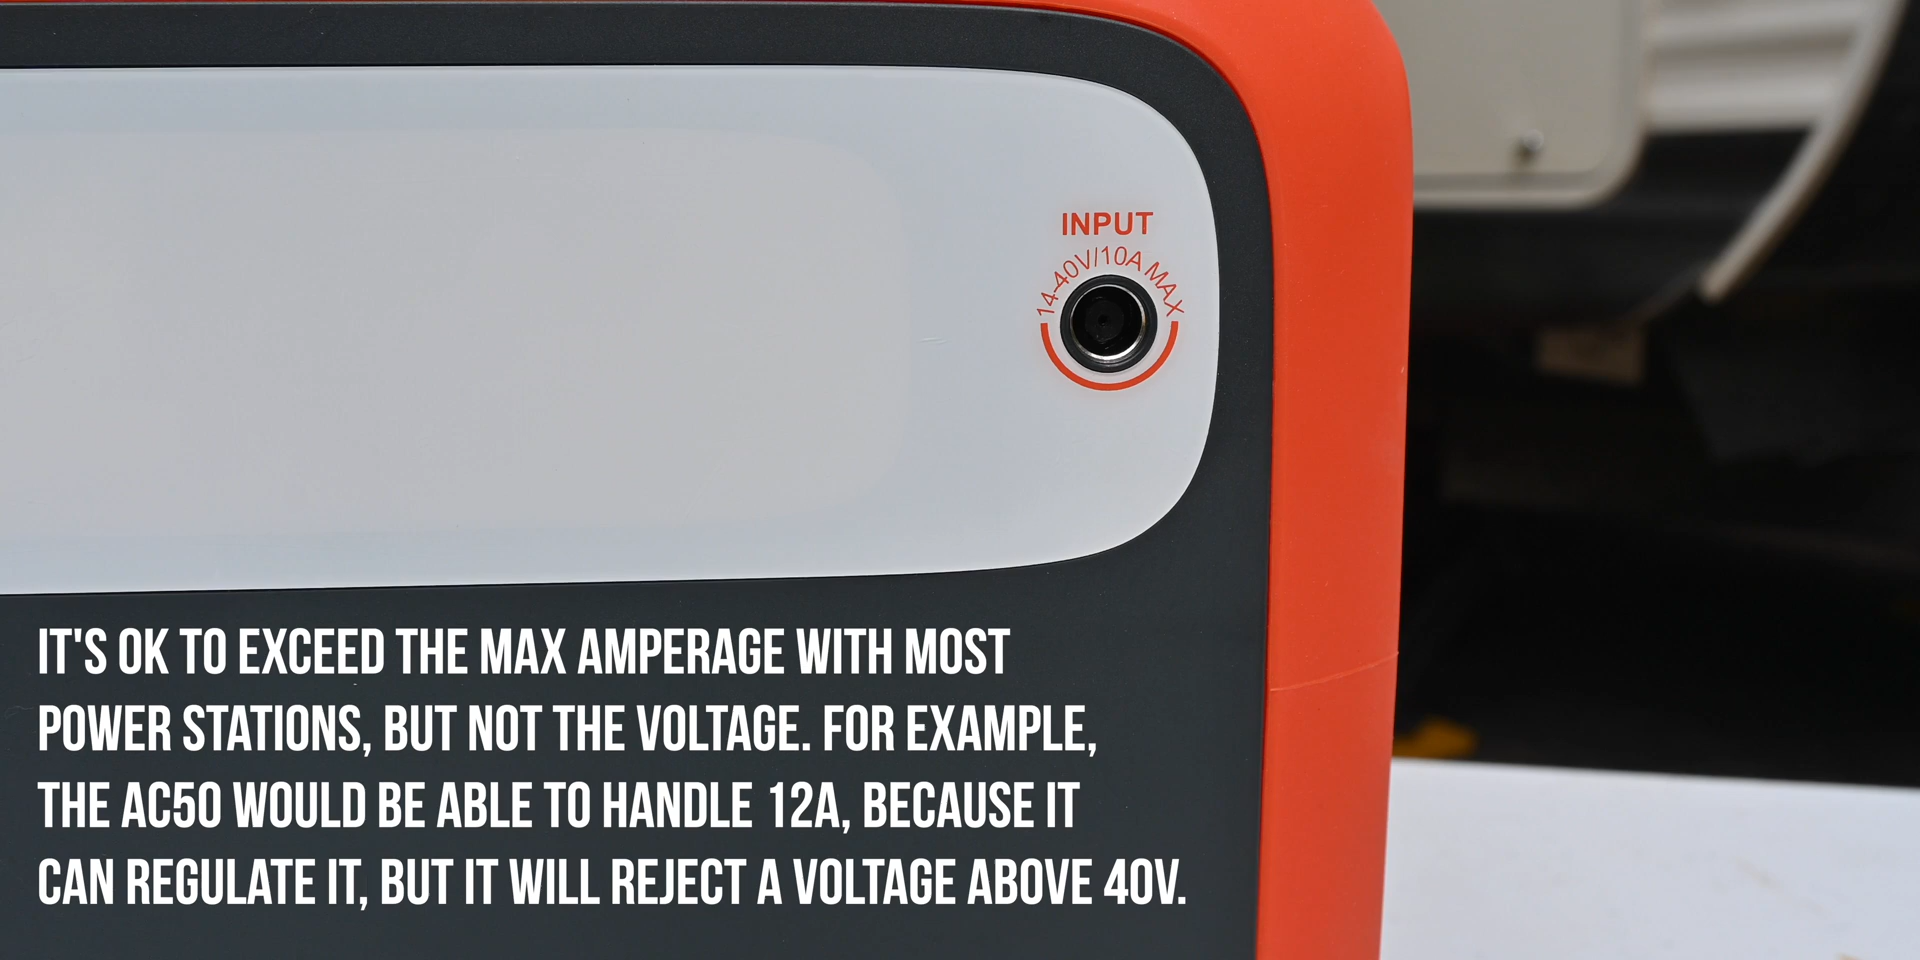 INPUT
14-40V/10A MAX
IT'S OK TO EXCEED THE MAX AMPERAGE WITH MOST
POWER STATIONS, BUT NOT THE VOLTAGE. FOR EXAMPLE,
THE AC50 WOULD BE ABLE TO HANDLE 12A, BECAUSE IT
CAN REGULATE IT, BUT IT WILL REJECT A VOLTAGE ABOVE 40V.